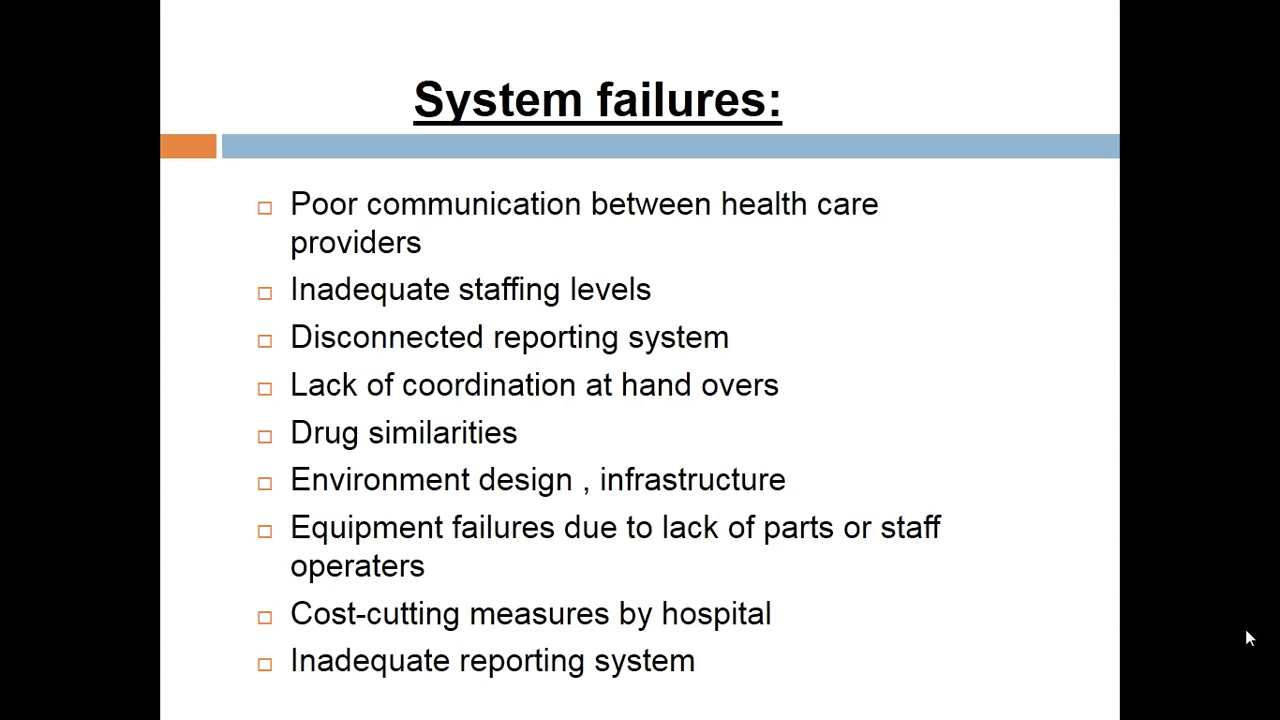 System failures:
Poor communication between health care
providers
Inadequate staffing levels
Disconnected reporting system
Lack of coordination at hand overs
Drug similarities
Environment design , infrastructure
Equipment failures due to lack of parts or staff
operaters
Cost-cutting measures by hospital
Inadequate reporting system